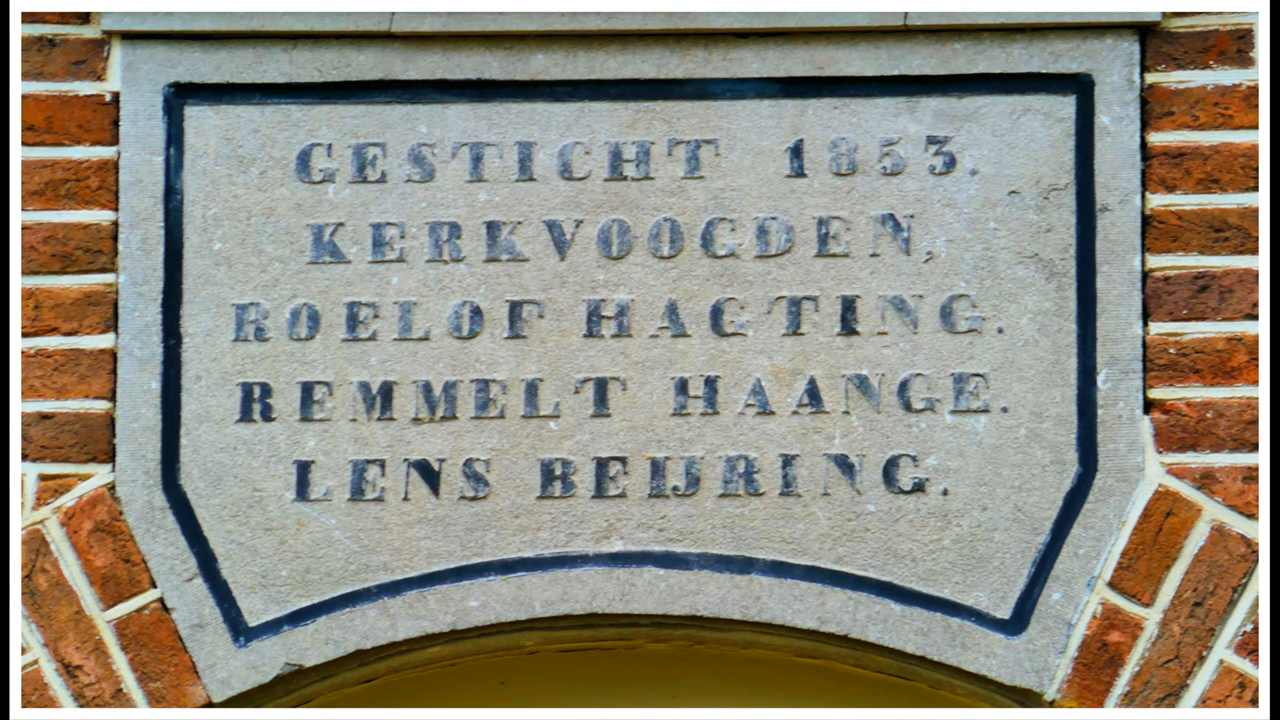 GESTICHT 1853.
KERKVOOGDEN,
ROELOF HAGTING.
REMMELT HAANGE.
LENS BEIJRING.